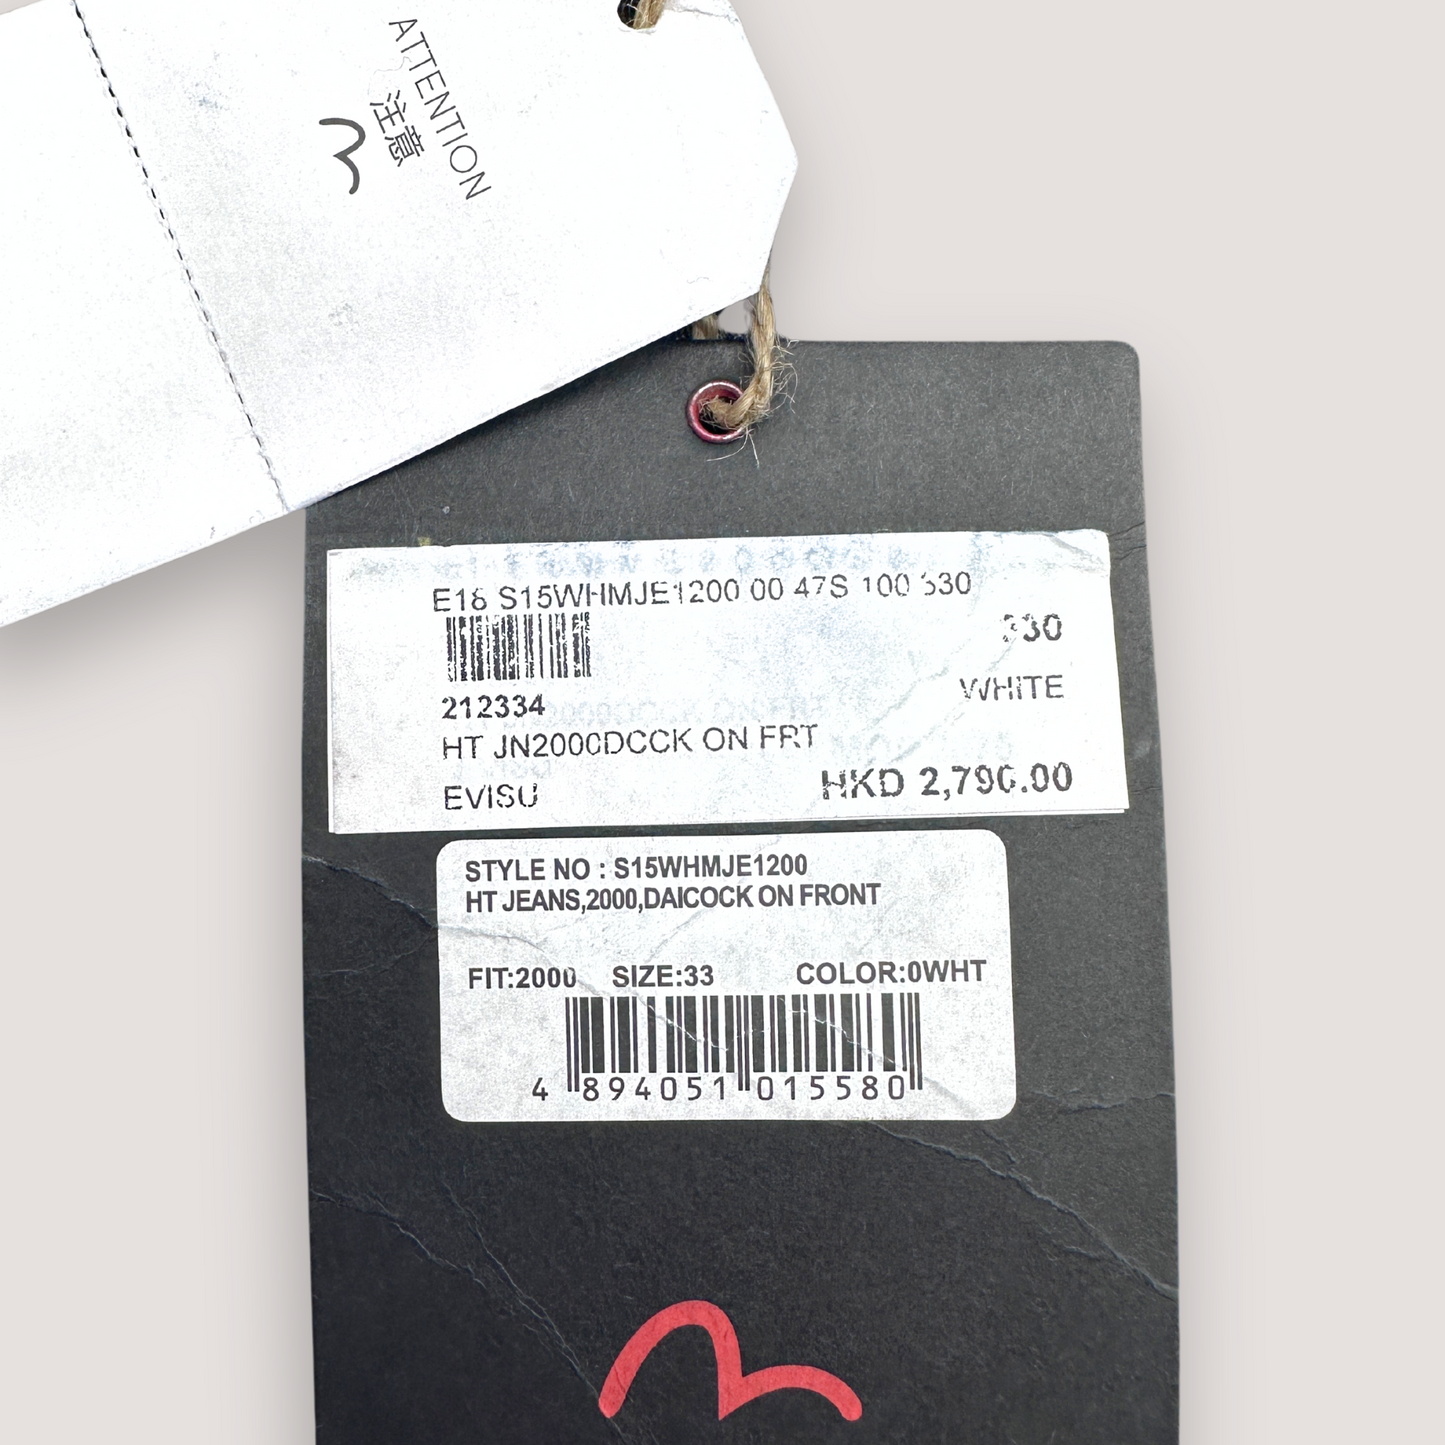 ATTENTION
注意
E18 S15WHMJE1200 00 47S 100 330
330
212334
WHITE
HT JN2000DCCK ON FRT
HKD 2,790.00
EVISU
STYLE NO : S15WHMJE1200
HT JEANS,2000,DAICOCK ON FRONT
FIT:2000 SIZE:33 COLOR:0WHT
4 894051 015580